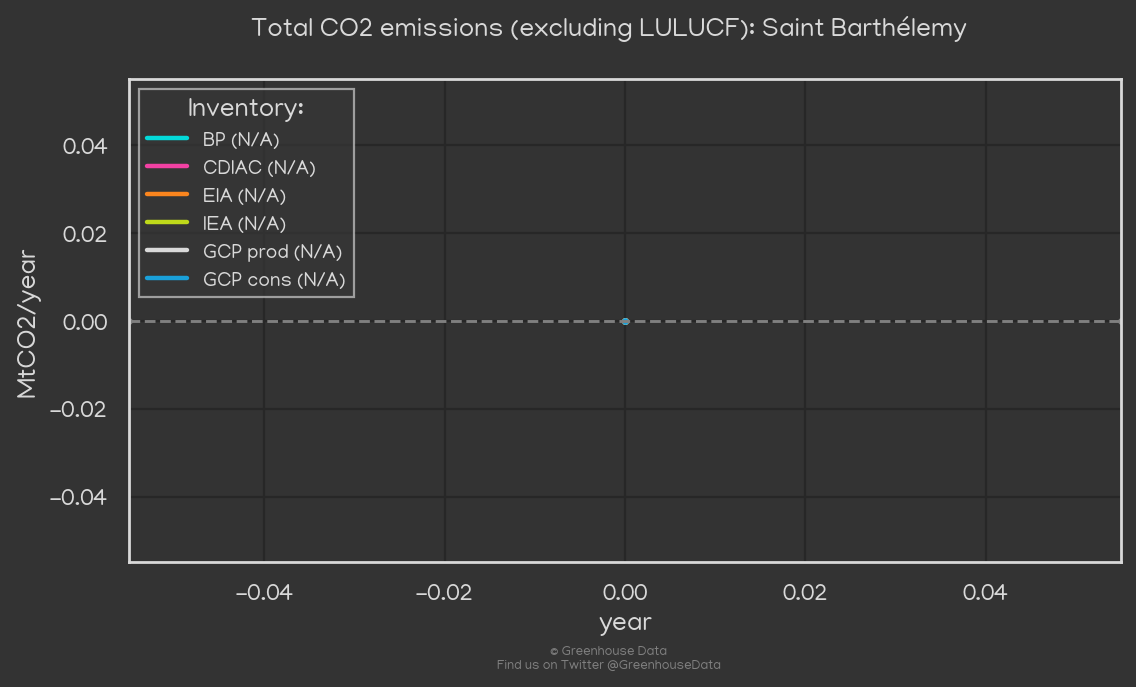 Total CO2 emissions (excluding LULUCF): Saint Barthélemy
Inventory:
BP (N/A)
CDIAC (N/A)
EIA (N/A)
IEA (N/A)
GCP prod (N/A)
GCP cons (N/A)
MtCO2/year
0.04
0.02
0.00
−0.02
−0.04
−0.04 −0.02 0.00 0.02 0.04
year
© Greenhouse Data
Find us on Twitter @GreenhouseData